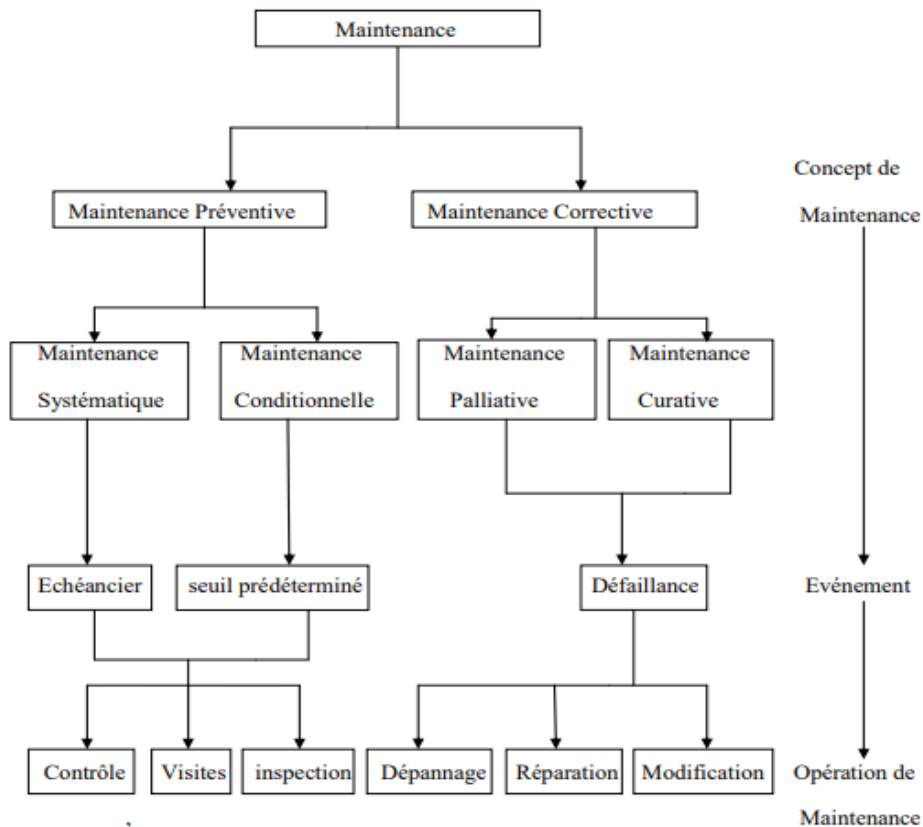 Maintenance
Concept de
Maintenance
Maintenance Préventive
Maintenance Corrective
Maintenance
Systématique
Maintenance
Conditionnelle
Maintenance
Palliative
Maintenance
Curative
Echéancier
seuil prédéterminé
Défaillance
Evénement
Contrôle
Visites
inspection
Dépannage
Réparation
Modification
Opération de
Maintenance